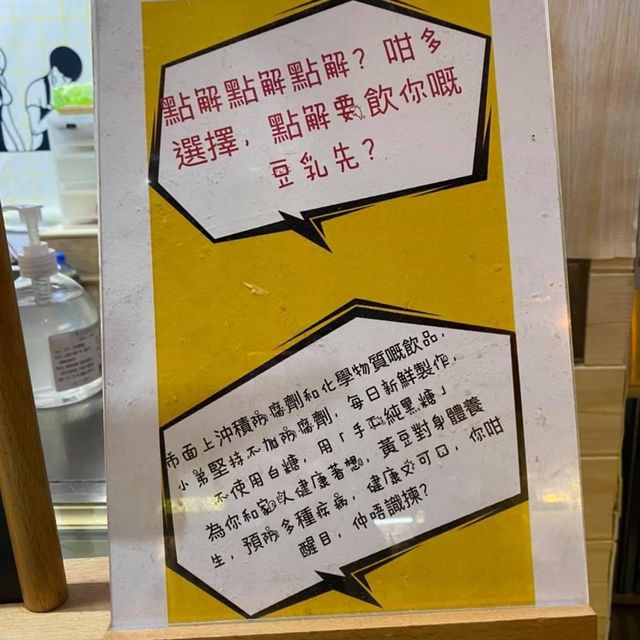 點解點解點解？咁多
選擇，點解要飲你嘅
豆乳先？
市面上沖積防腐劑和化學物質嘅飲品，
小弟堅持不加防腐劑，每日新鮮製作，
不使用白糖，用「手工純黑糖」
為你和家人健康著想，黃豆對身體養
生，預防多種疾病，健康又可口，你咁
醒目，仲唔識揀？